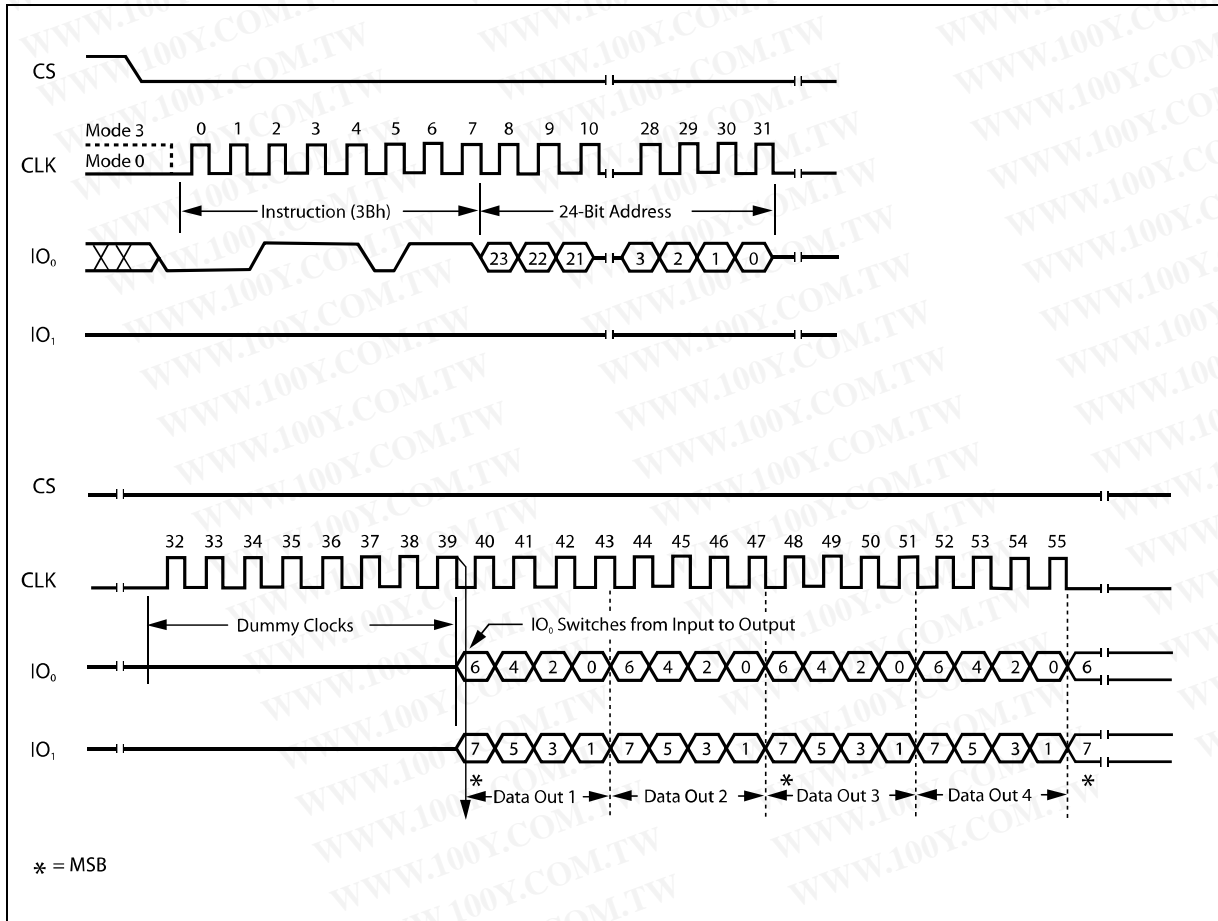 CS
Mode 3
0 1 2 3 4 5 6 7 8 9 10 28 29 30 31
Mode 0
CLK
Instruction (3Bh) 24-Bit Address
IO₀ 23 22 21 3 2 1 0
IO₁
CS
32 33 34 35 36 37 38 39 40 41 42 43 44 45 46 47 48 49 50 51 52 53 54 55
CLK
Dummy Clocks IO₀ Switches from Input to Output
IO₀ 6 4 2 0 6 4 2 0 6 4 2 0 6 4 2 0 6
IO₁ 7 5 3 1 7 5 3 1 7 5 3 1 7 5 3 1 7
* * *
Data Out 1 Data Out 2 Data Out 3 Data Out 4
* = MSB
WWW.100Y.COM.TW